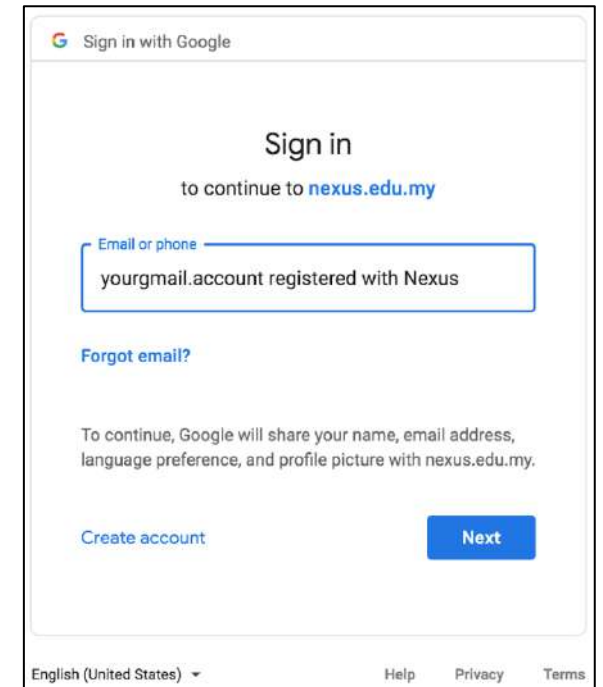 Sign in with Google
Sign in
to continue to nexus.edu.my
Email or phone
yourgmail.account registered with Nexus
Forgot email?
To continue, Google will share your name, email address,
language preference, and profile picture with nexus.edu.my.
Create account
Next
English (United States)
Help Privacy Terms